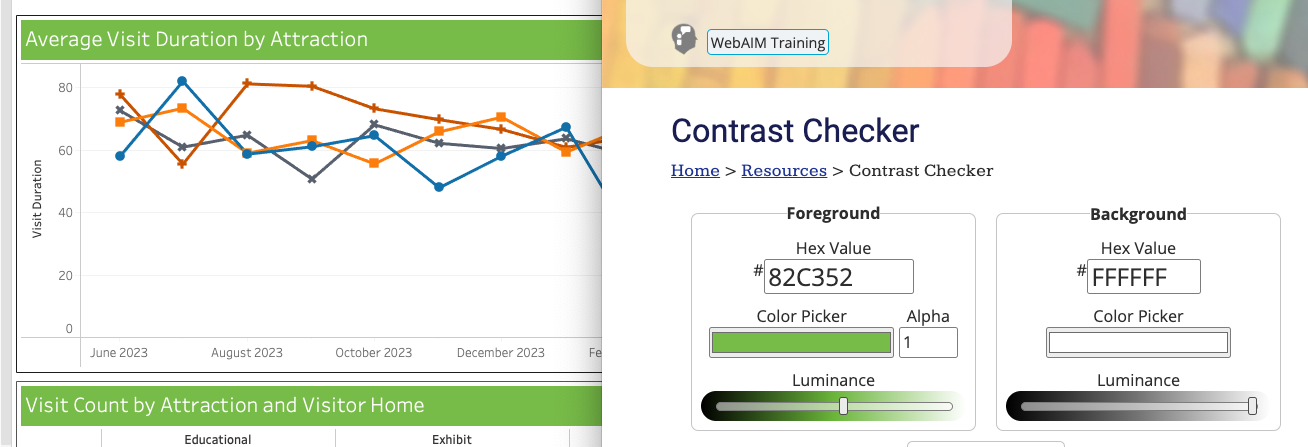 Average Visit Duration by Attraction
80
60
40
20
0
Visit Duration
June 2023 August 2023 October 2023 December 2023 Fe
Visit Count by Attraction and Visitor Home
Educational Exhibit
WebAIM Training
Contrast Checker
Home > Resources > Contrast Checker
Foreground
Hex Value
# 82C352
Color Picker Alpha
1
Luminance
Background
Hex Value
# FFFFFF
Color Picker
Luminance